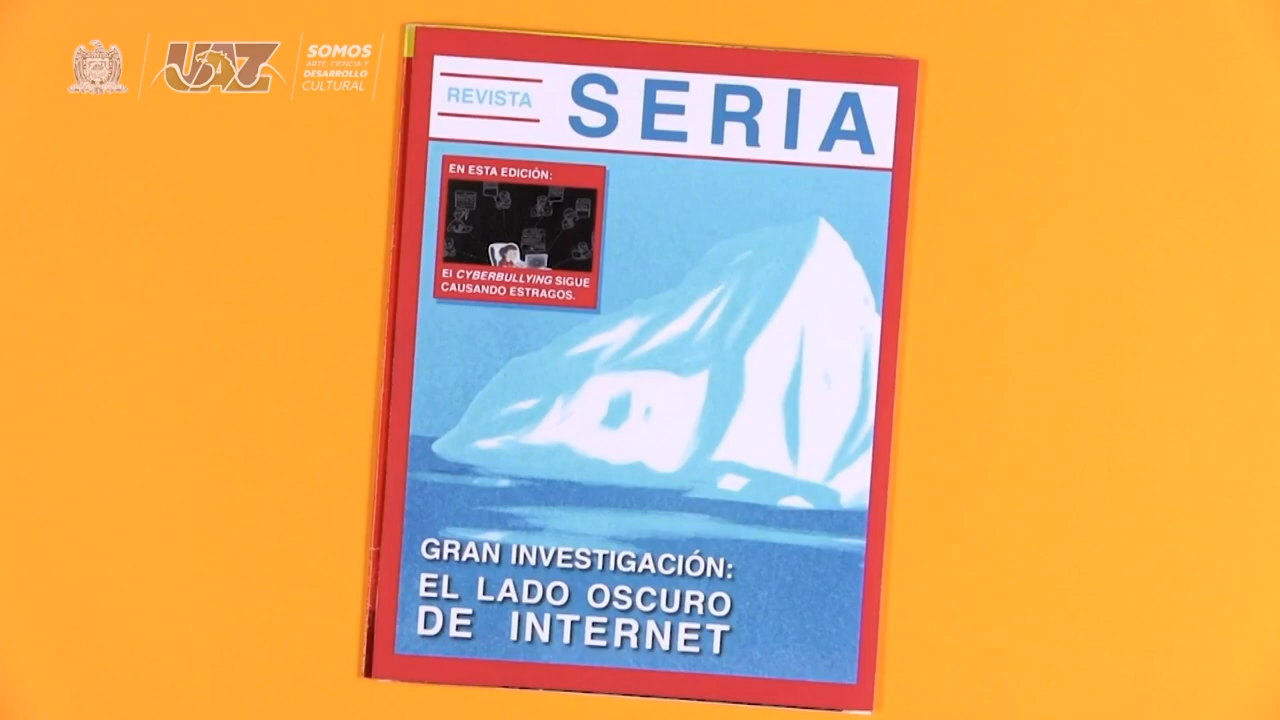 UAZ
SOMOS
ARTE, CIENCIA Y
DESARROLLO
CULTURAL
REVISTA
SERIA
EN ESTA EDICIÓN:
El CYBERBULLYING SIGUE
CAUSANDO ESTRAGOS.
GRAN INVESTIGACIÓN:
EL LADO OSCURO
DE INTERNET